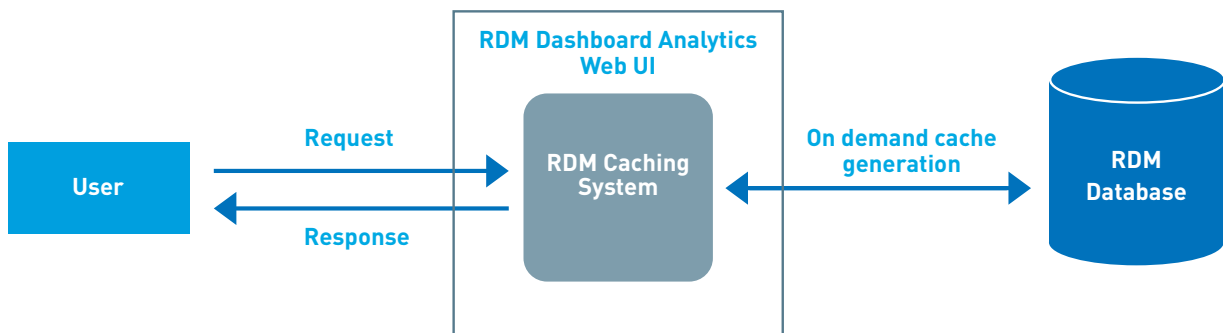 RDM Dashboard Analytics
Web UI
User
Request
Response
RDM Caching
System
On demand cache
generation
RDM
Database